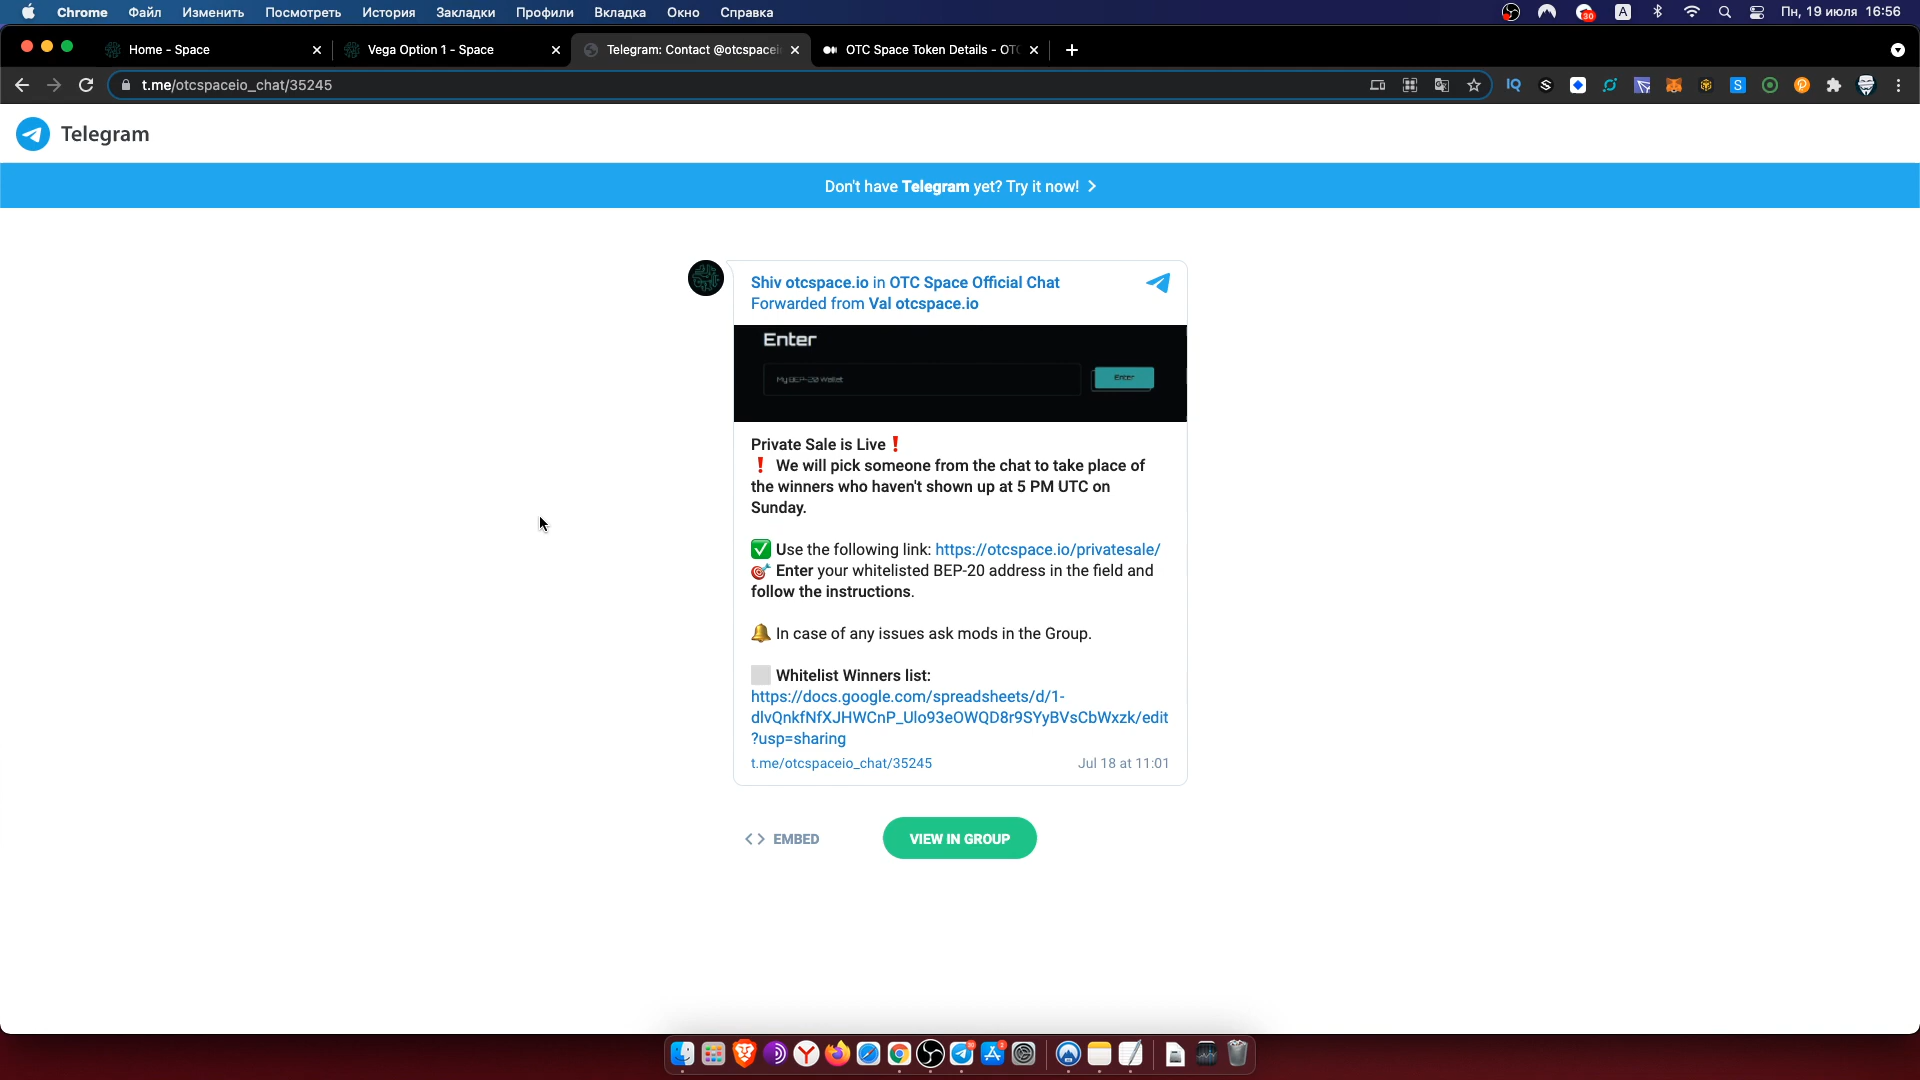 Chrome Файл Изменить Посмотреть История Закладки Профили Вкладка Окно Справка 30 A Пн, 19 июля 16:56
Home - Space Vega Option 1 - Space Telegram: Contact @otcspacei OTC Space Token Details - OTC
t.me/otcspaceio_chat/35245
Telegram
Don't have Telegram yet? Try it now!
Shiv otcspace.io in OTC Space Official Chat
Forwarded from Val otcspace.io
Enter
My BEP-20 Wallet Enter
Private Sale is Live❗
❗ We will pick someone from the chat to take place of
the winners who haven't shown up at 5 PM UTC on
Sunday.
✅ Use the following link: https://otcspace.io/privatesale/
🎯 Enter your whitelisted BEP-20 address in the field and
follow the instructions.
🔔 In case of any issues ask mods in the Group.
Whitelist Winners list:
https://docs.google.com/spreadsheets/d/1-
dlvQnkfNfXJHWCnP_Ulo93eOWQD8r9SYyBVsCbWxzk/edit
?usp=sharing
t.me/otcspaceio_chat/35245 Jul 18 at 11:01
EMBED VIEW IN GROUP